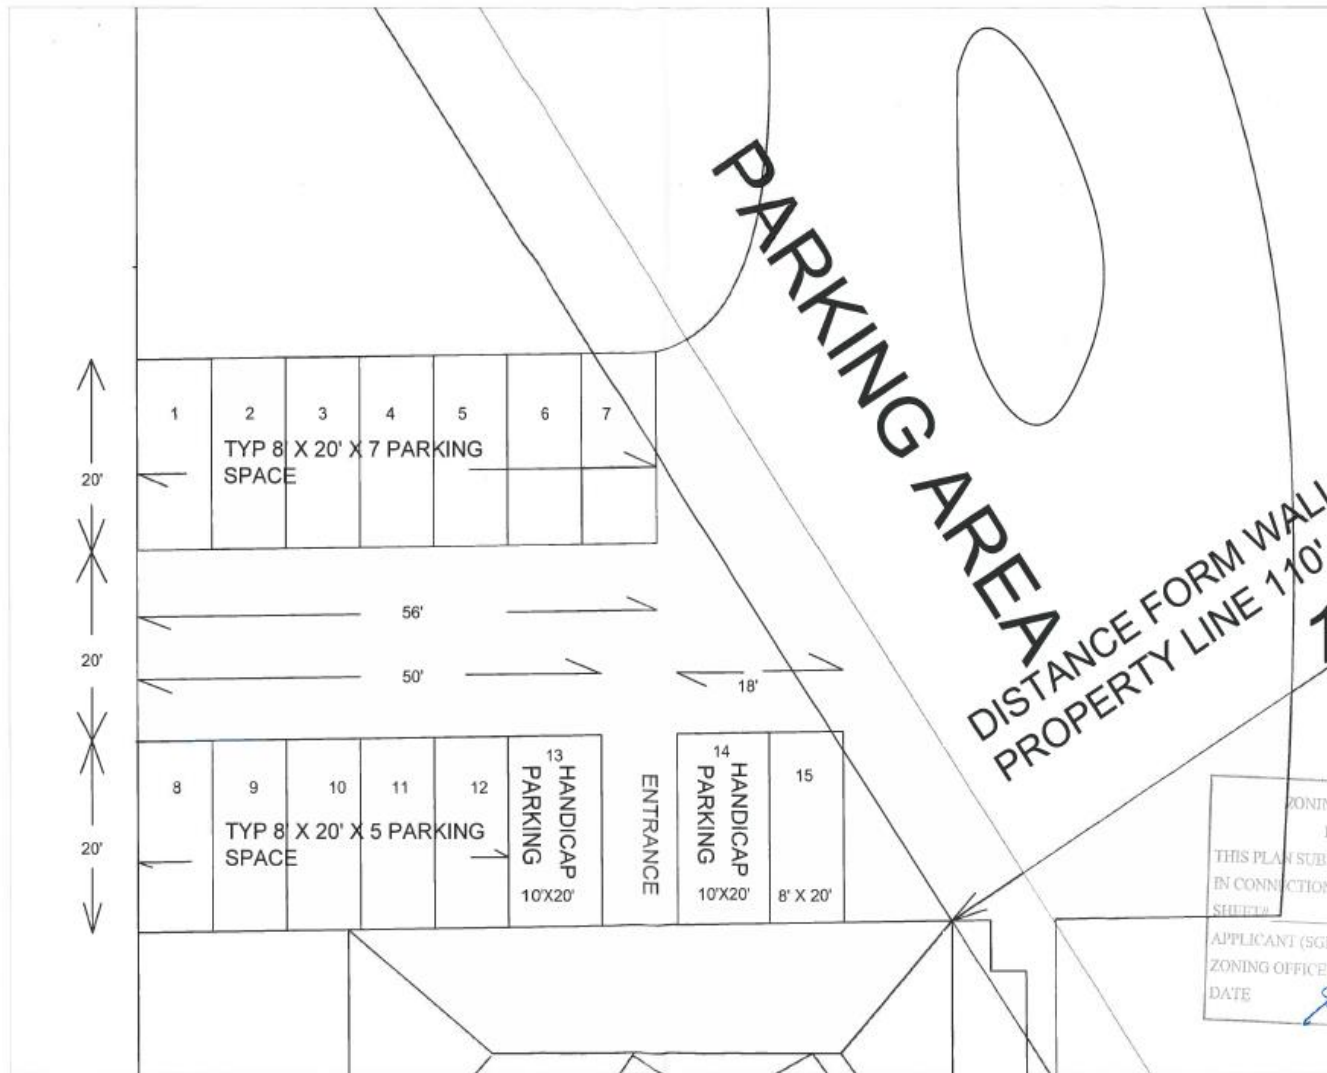 PARKING AREA
1 2 3 4 5 6 7
TYP 8' X 20' X 7 PARKING
SPACE
20'
DISTANCE FORM WALL
PROPERTY LINE 110'
56'
20'
50'
18'
8 9 10 11 12 13 14 15
HANDICAP
PARKING
10'X20'
ENTRANCE
HANDICAP
PARKING
10'X20'
8' X 20'
TYP 8' X 20' X 5 PARKING
SPACE
20'
THIS PLAN SUB
IN CONNECTION
SHEET#
APPLICANT (SG
ZONING OFFICE
DATE